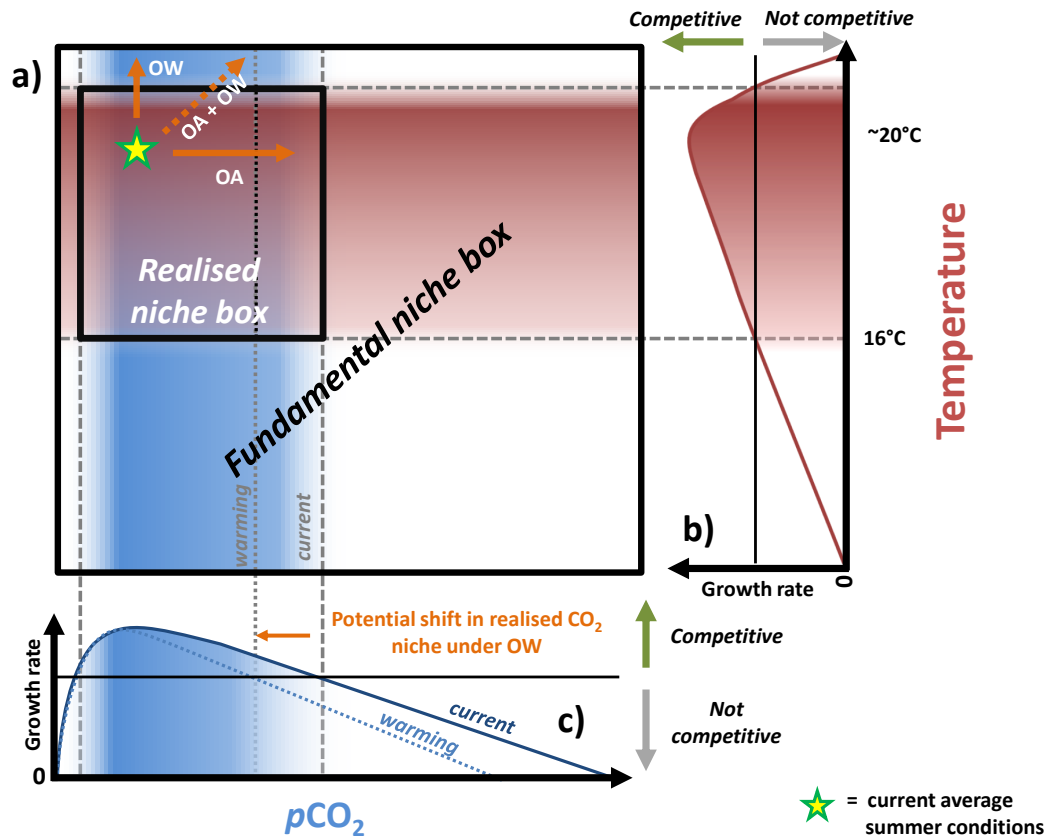 Competitive
Not competitive
a)
OW
OA + OW
OA
~20°C
Realised
niche box
Fundamental niche box
16°C
Temperature
warming
current
b)
Growth rate
0
Potential shift in realised CO2
niche under OW
Competitive
Growth rate
current
warming
c)
Not
competitive
0
pCO2
= current average
summer conditions